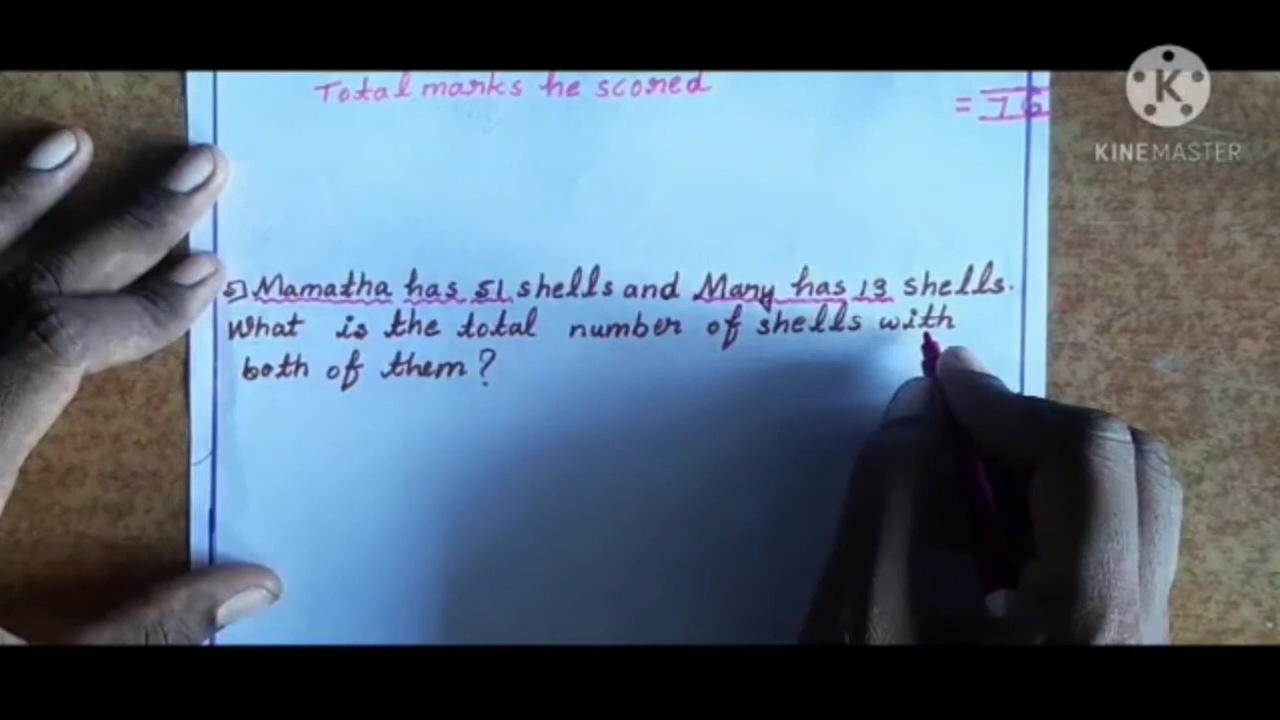 Total marks he scored
= 76
5) Mamatha has 51 shells and Mary has 13 shells.
What is the total number of shells with
both of them?
K
KINEMASTER